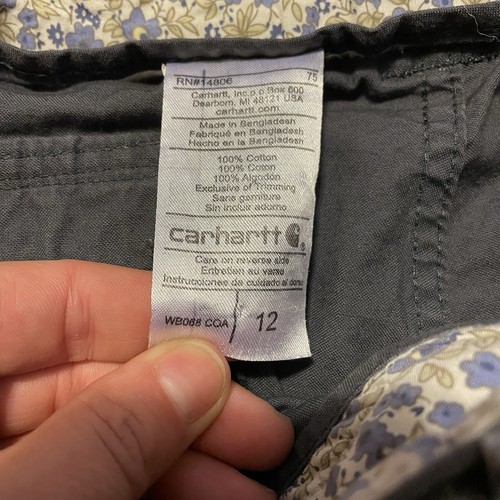 RN#14806 75
Carhartt, Inc.p o Box 600
Dearborn, MI 48121 USA
carhartt.com
Made in Bangladesh
Fabriqué en Bangladesh
Hecho en la Bangladesh
100% Cotton
100% Coton
100% Algodón
Exclusive of Trimming
Sans garniture
Sin incluir adorno
carhartt
Care on reverse side
Entretien au verso
Instrucciones de cuidado al
WB068 COA 12